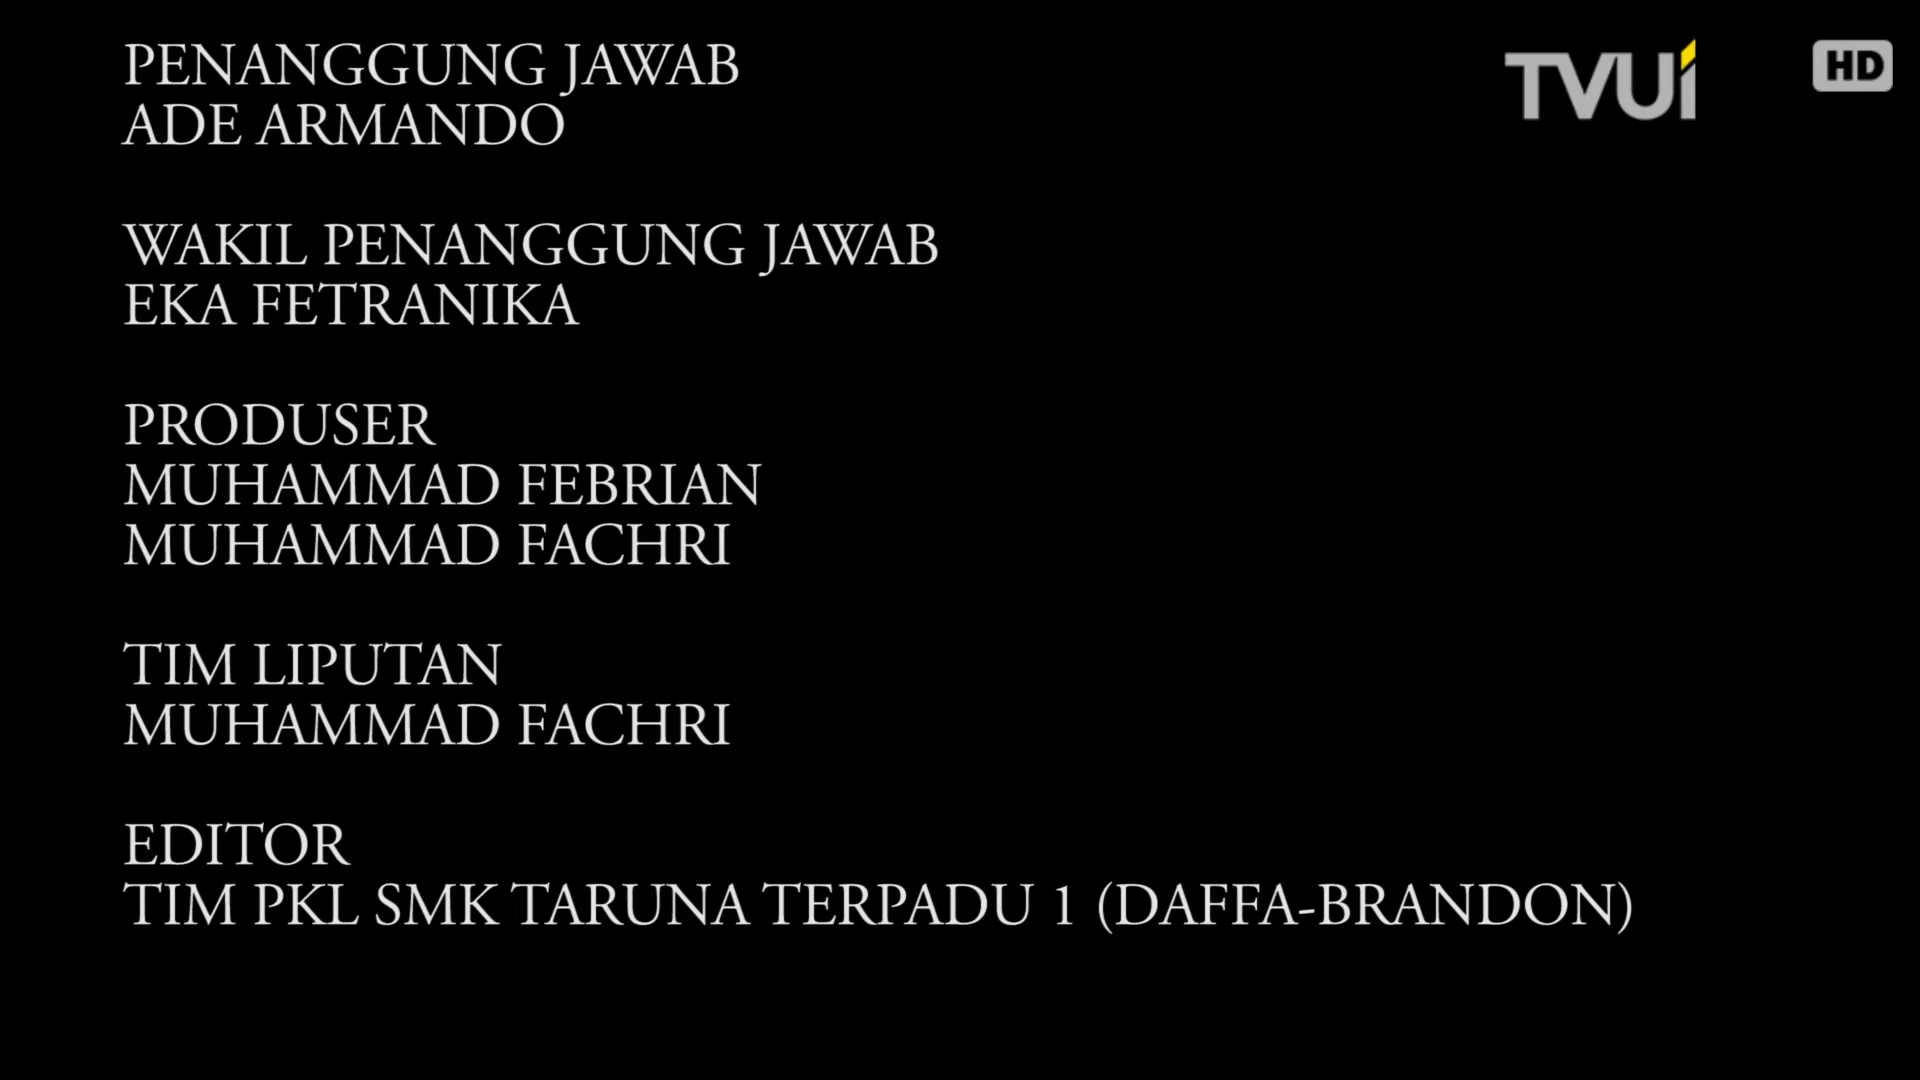 PENANGGUNG JAWAB
ADE ARMANDO
WAKIL PENANGGUNG JAWAB
EKA FETRANIKA
PRODUSER
MUHAMMAD FEBRIAN
MUHAMMAD FACHRI
TIM LIPUTAN
MUHAMMAD FACHRI
EDITOR
TIM PKL SMK TARUNA TERPADU 1 (DAFFA-BRANDON)
TVUI
HD